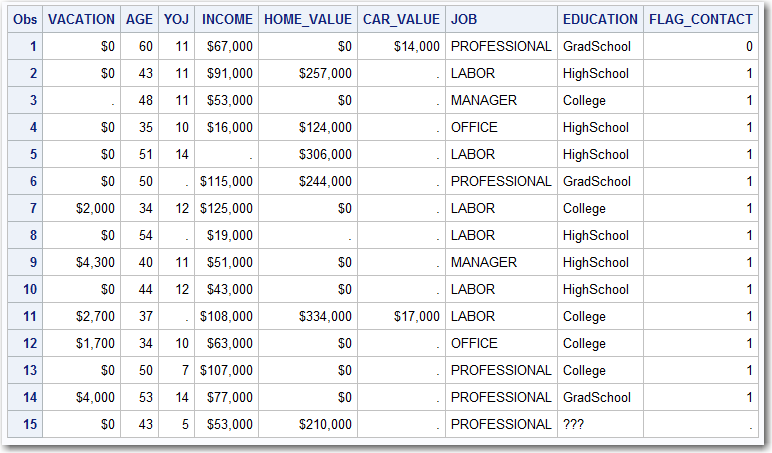 Obs VACATION AGE YOJ INCOME HOME_VALUE CAR_VALUE JOB EDUCATION FLAG_CONTACT
1 $0 60 11 $67,000 $0 $14,000 PROFESSIONAL GradSchool 0
2 $0 43 11 $91,000 $257,000 . LABOR HighSchool 1
3 . 48 11 $53,000 $0 . MANAGER College 1
4 $0 35 10 $16,000 $124,000 . OFFICE HighSchool 1
5 $0 51 14 . $306,000 . LABOR HighSchool 1
6 $0 50 . $115,000 $244,000 . PROFESSIONAL GradSchool 1
7 $2,000 34 12 $125,000 $0 . LABOR College 1
8 $0 54 . $19,000 . . LABOR HighSchool 1
9 $4,300 40 11 $51,000 $0 . MANAGER HighSchool 1
10 $0 44 12 $43,000 $0 . LABOR HighSchool 1
11 $2,700 37 . $108,000 $334,000 $17,000 LABOR College 1
12 $1,700 34 10 $63,000 $0 . OFFICE College 1
13 $0 50 7 $107,000 $0 . PROFESSIONAL College 1
14 $4,000 53 14 $77,000 $0 . PROFESSIONAL GradSchool 1
15 $0 43 5 $53,000 $210,000 . PROFESSIONAL ??? .